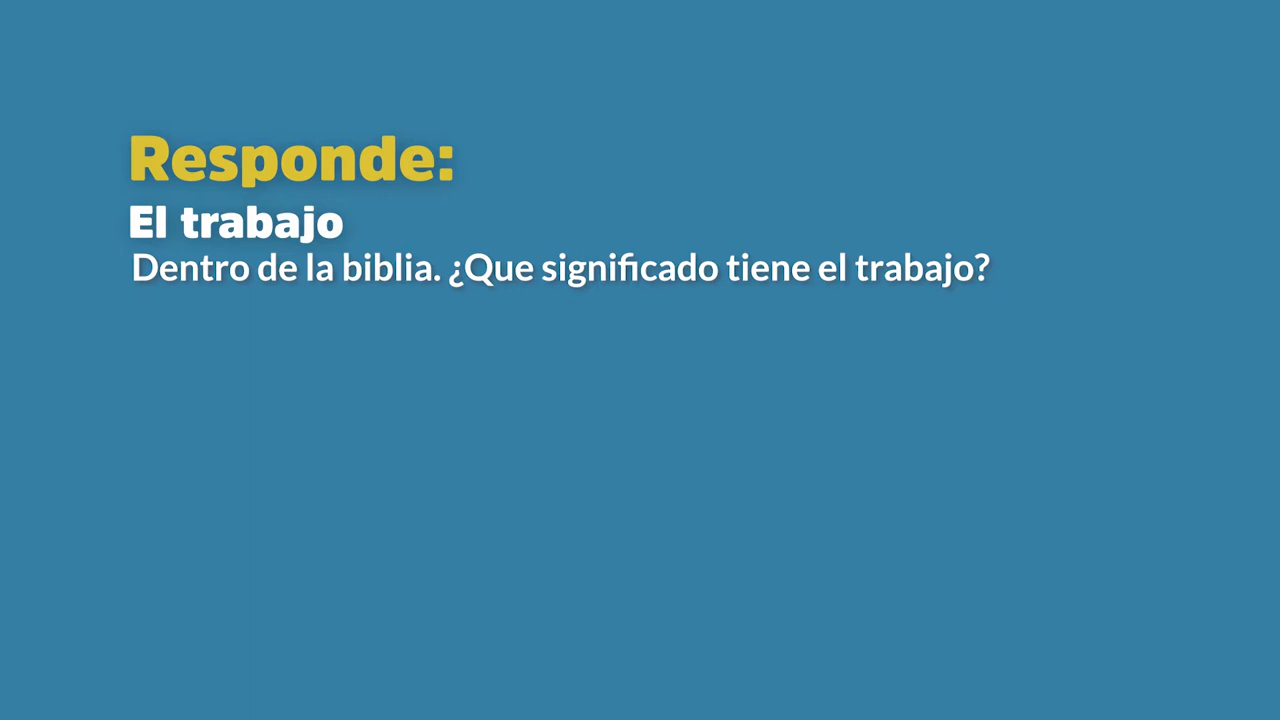 Responde:
El trabajo
Dentro de la biblia. ¿Que significado tiene el trabajo?